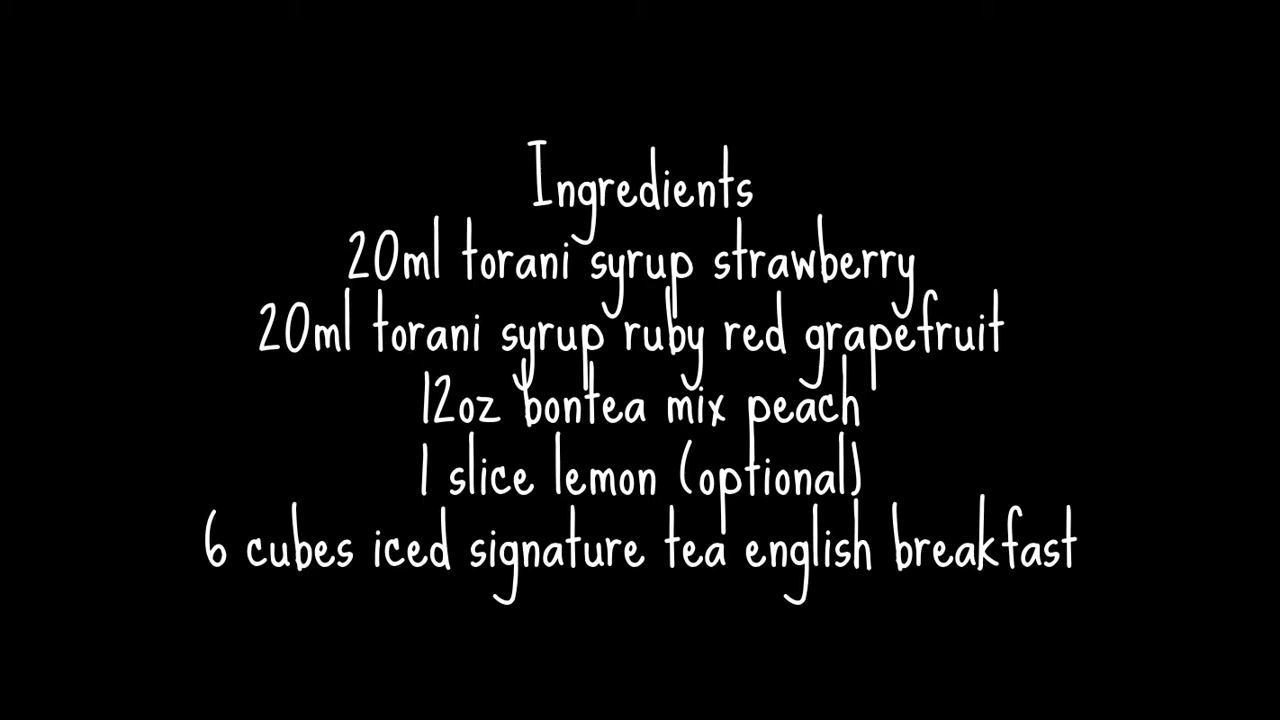 Ingredients
20ml torani syrup strawberry
20ml torani syrup ruby red grapefruit
12oz bontea mix peach
1 slice lemon (optional)
6 cubes iced signature tea english breakfast